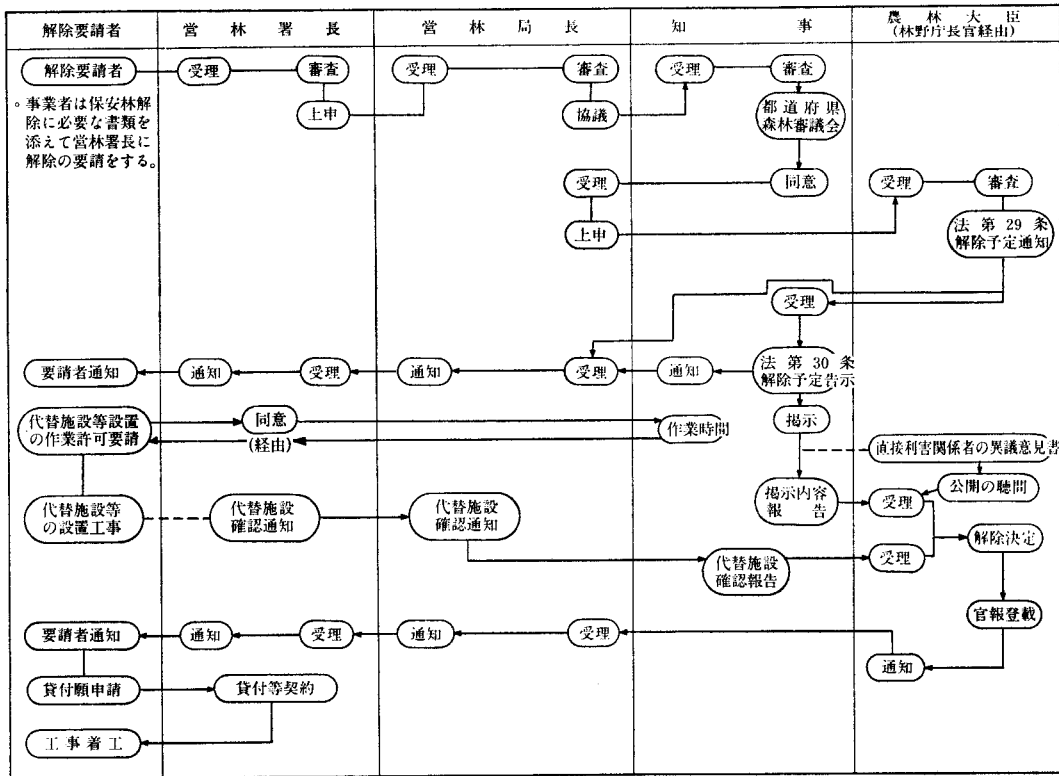 解除要請者
営林署長
営林局長
知事
農林大臣
(林野庁長官経由)
解除要請者
受理
審査
受理
審査
受理
審査
上申
協議
都道府県
森林審議会
。事業者は保安林解
除に必要な書類を
添えて営林署長に
解除の要請をする。
受理
同意
受理
審査
上申
法第29条
解除予定通知
受理
要請者通知
通知
受理
通知
受理
通知
法第30条
解除予定告示
代替施設等設置
の作業許可要請
同意
(経由)
作業時間
掲示
直接利害関係者の異議意見書
公開の聴問
代替施設等
の設置工事
代替施設
確認通知
代替施設
確認通知
掲示内容
報告
受理
解除決定
代替施設
確認報告
受理
官報登載
要請者通知
通知
受理
通知
受理
通知
貸付願申請
貸付等契約
工事着工